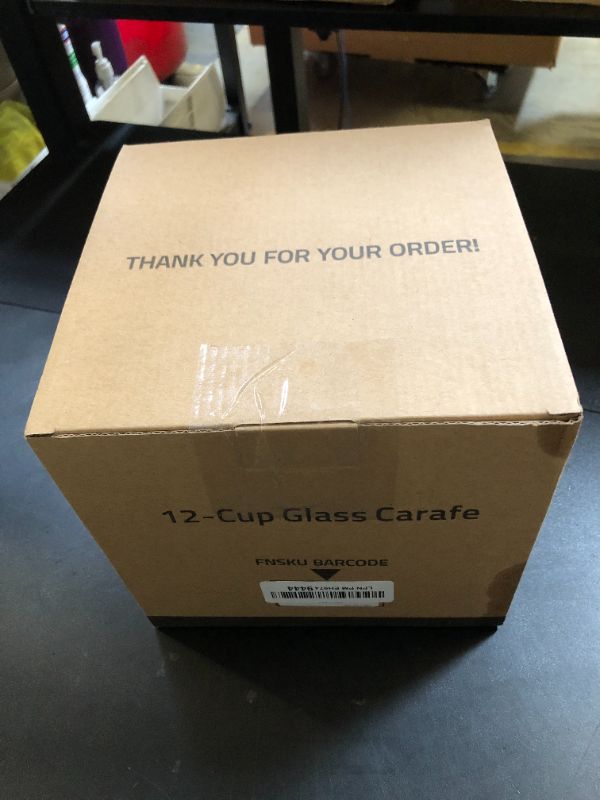 THANK YOU FOR YOUR ORDER!
12-Cup Glass Carafe
FNSKU BARCODE